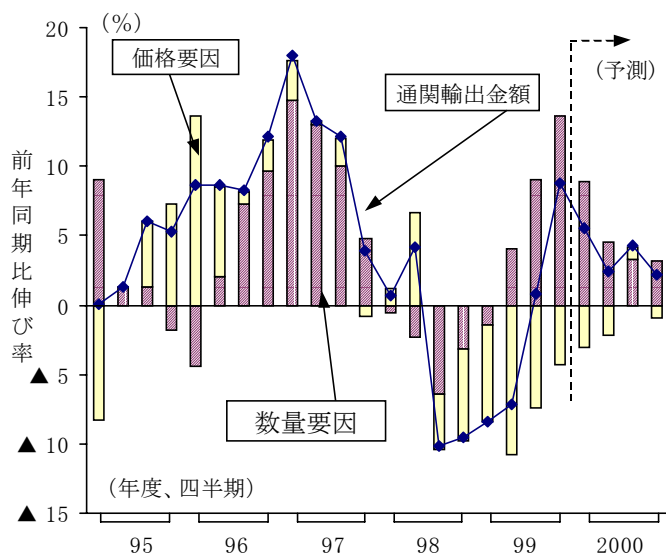 (%)
20
15
10
5
0
▲ 5
▲ 10
▲ 15
前年同期比伸び率
価格要因
通関輸出金額
(予測)
数量要因
(年度、四半期)
95
96
97
98
99
2000